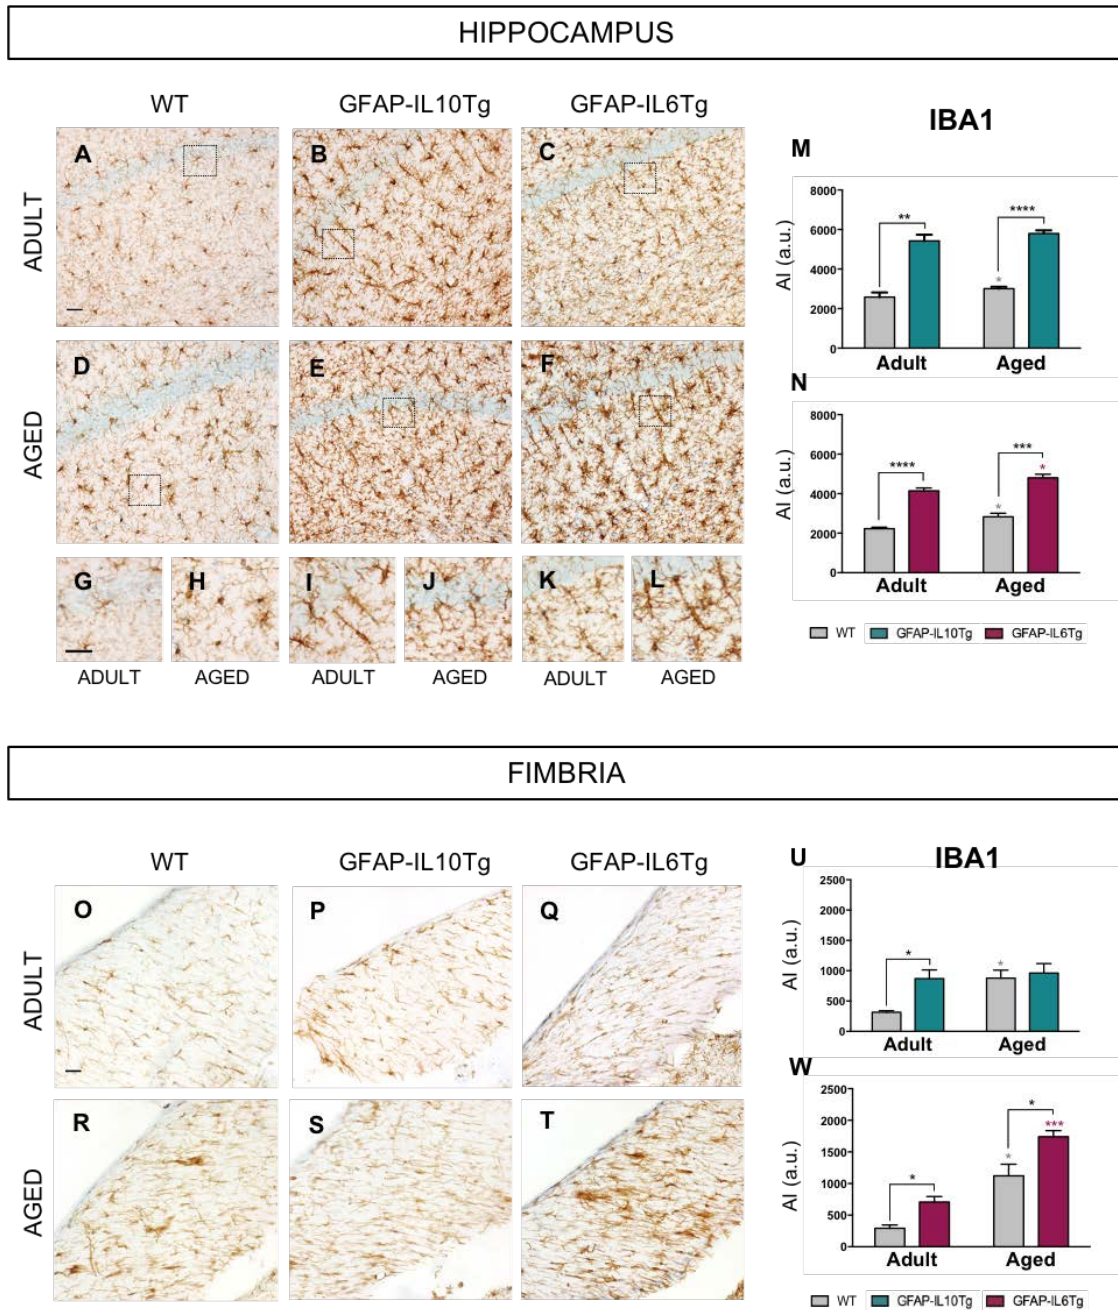 HIPPOCAMPUS
WT GFAP-IL10Tg GFAP-IL6Tg
IBA1
ADULT
A B C
AGED
D E F
G H I J K L
ADULT AGED ADULT AGED ADULT AGED
M
8000
6000
4000
2000
0
AI (a.u.)
** **** *
Adult Aged
N
8000
6000
4000
2000
0
AI (a.u.)
**** *** * *
Adult Aged
WT GFAP-IL10Tg GFAP-IL6Tg
FIMBRIA
WT GFAP-IL10Tg GFAP-IL6Tg
IBA1
ADULT
O P Q
AGED
R S T
U
2500
2000
1500
1000
500
0
AI (a.u.)
* *
Adult Aged
W
2500
2000
1500
1000
500
0
AI (a.u.)
* * * ***
Adult Aged
WT GFAP-IL10Tg GFAP-IL6Tg